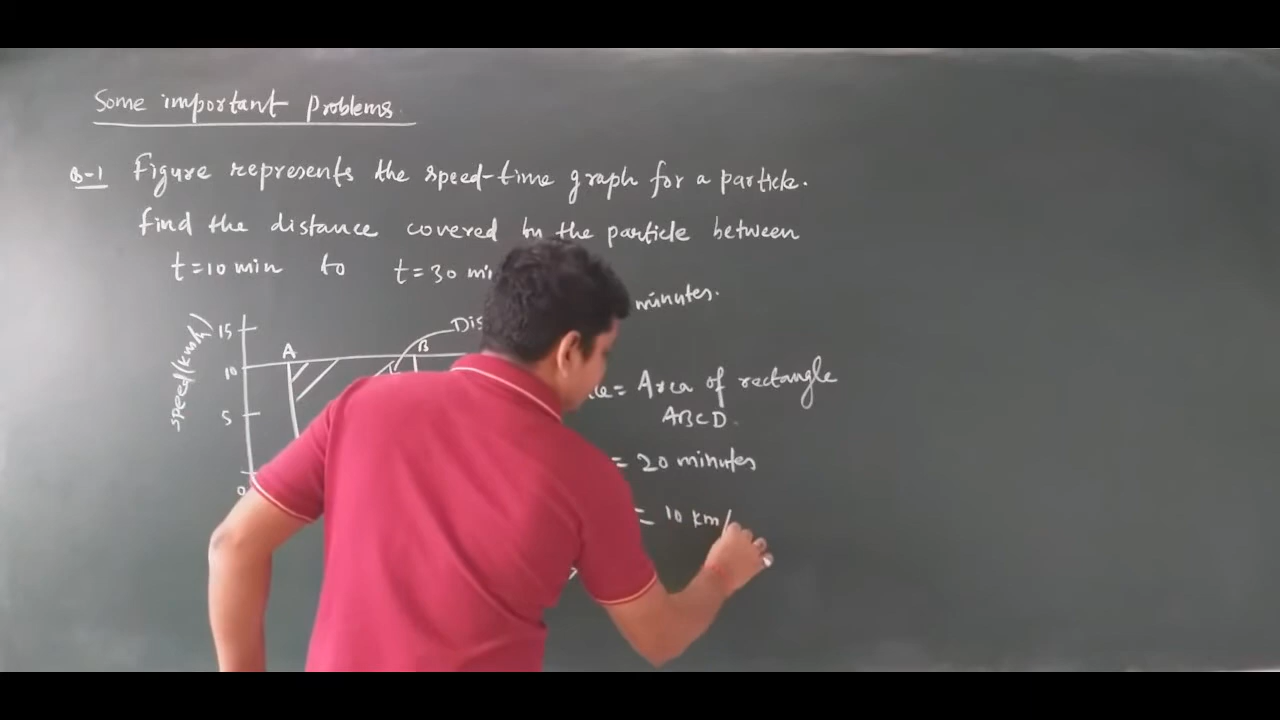 Some important Problems.
Q-1 Figure represents the speed-time graph for a particle.
find the distance covered by the particle between
t=10 min to t=30
minutes.
speed(km/h)
15
10
5
0
A
B
= Area of rectangle
ABCD.
= 20 minutes
= 10 km/